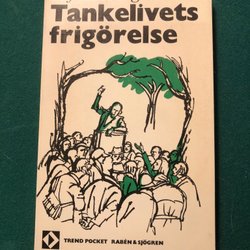 Tankelivets
frigörelse
TREND POCKET RABÉN & SJÖGREN